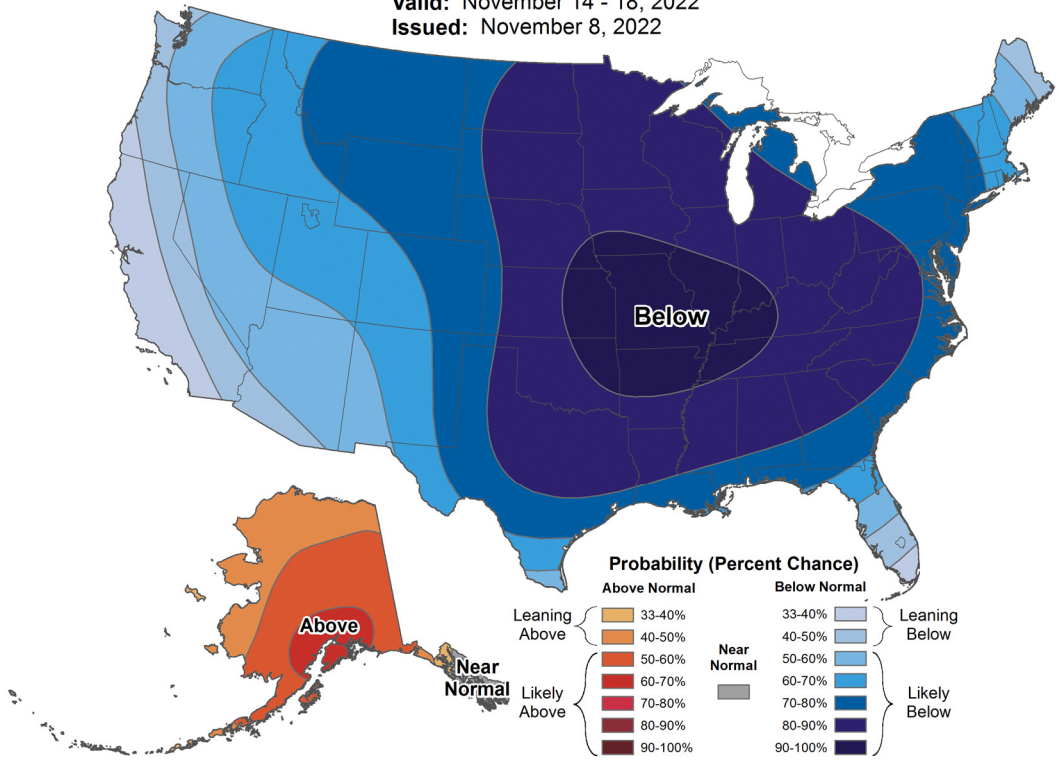 Valid: November 14 - 18, 2022
Issued: November 8, 2022
Below
Above
Near
Normal
Probability (Percent Chance)
Above Normal
Below Normal
Leaning
Above
33-40%
40-50%
Likely
Above
50-60%
60-70%
70-80%
80-90%
90-100%
Near
Normal
33-40%
40-50%
Leaning
Below
50-60%
60-70%
70-80%
80-90%
90-100%
Likely
Below